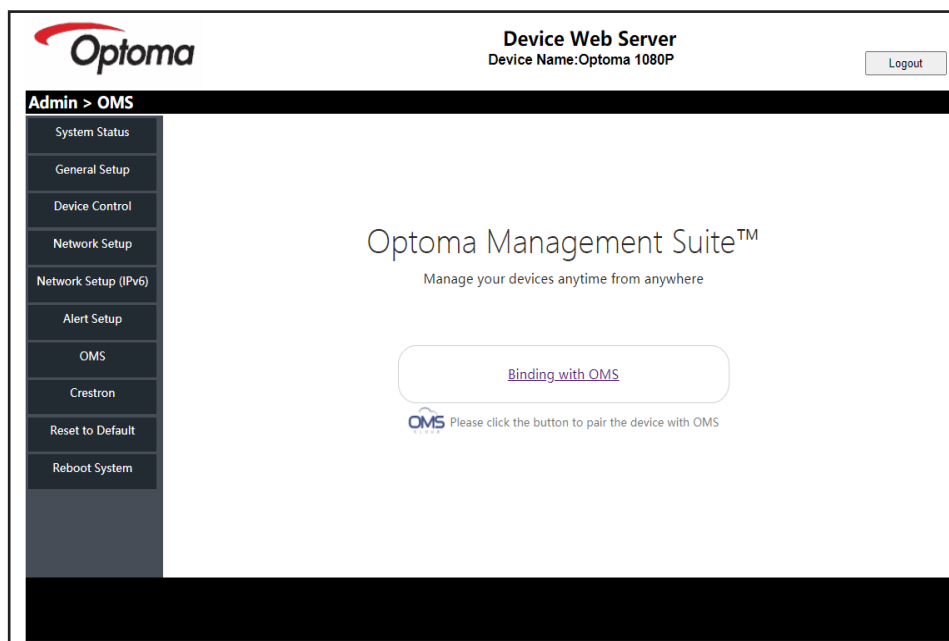 Optoma
Device Web Server
Device Name:Optoma 1080P
Logout
Admin > OMS
System Status
General Setup
Device Control
Network Setup
Network Setup (IPv6)
Alert Setup
OMS
Crestron
Reset to Default
Reboot System
Optoma Management Suite™
Manage your devices anytime from anywhere
Binding with OMS
OMS
CLOUD
Please click the button to pair the device with OMS